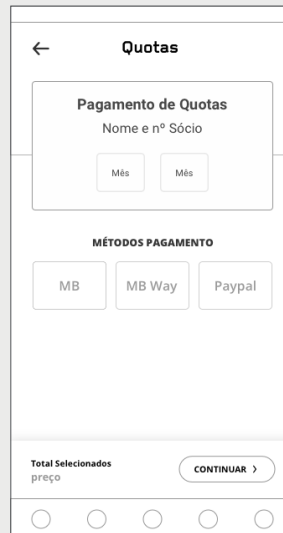 Quotas
Pagamento de Quotas
Nome e nº Sócio
Mês Mês
MÉTODOS PAGAMENTO
MB MB Way Paypal
Total Selecionados
preço
CONTINUAR